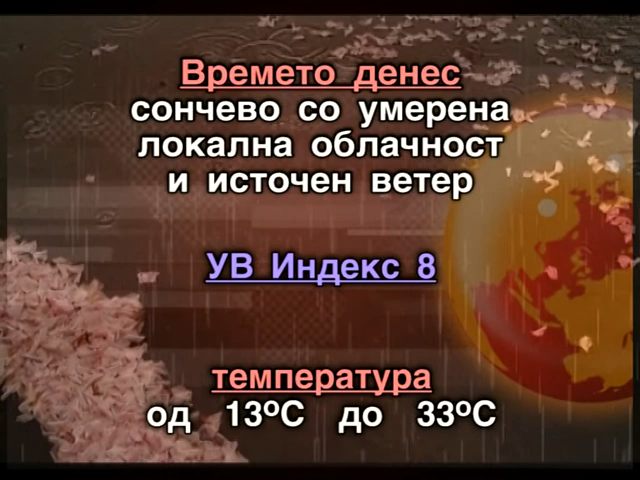 Времето денес
сончево со умерена
локална облачност
и источен ветер
УВ Индекс 8
температура
од 13ºC до 33ºC